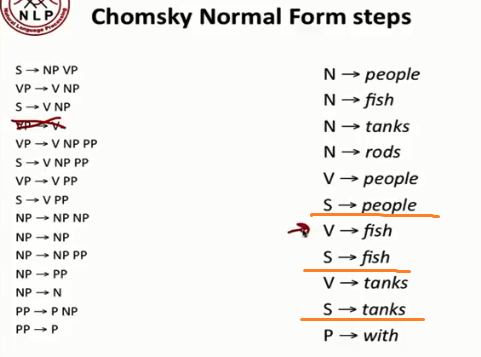 NLP
Natural Language Processing
Chomsky Normal Form steps
S → NP VP
VP → V NP
S → V NP
VP → V
VP → V NP PP
S → V NP PP
VP → V PP
S → V PP
NP → NP NP
NP → NP
NP → NP PP
NP → PP
NP → N
PP → P NP
PP → P
N → people
N → fish
N → tanks
N → rods
V → people
S → people
V → fish
S → fish
V → tanks
S → tanks
P → with